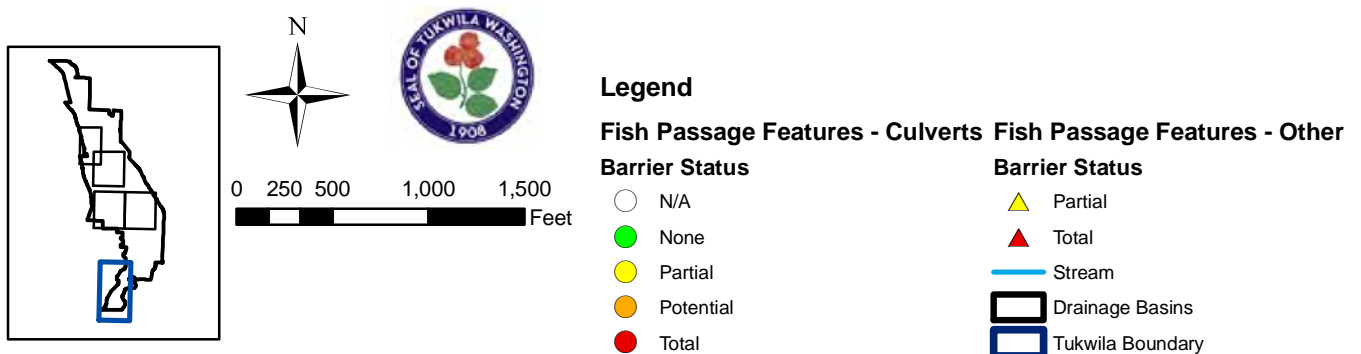 N
SEAL OF TUKWILA WASHINGTON
1908
0 250 500 1,000 1,500
Feet
Legend
Fish Passage Features - Culverts
Barrier Status
N/A
None
Partial
Potential
Total
Fish Passage Features - Other
Barrier Status
Partial
Total
Stream
Drainage Basins
Tukwila Boundary